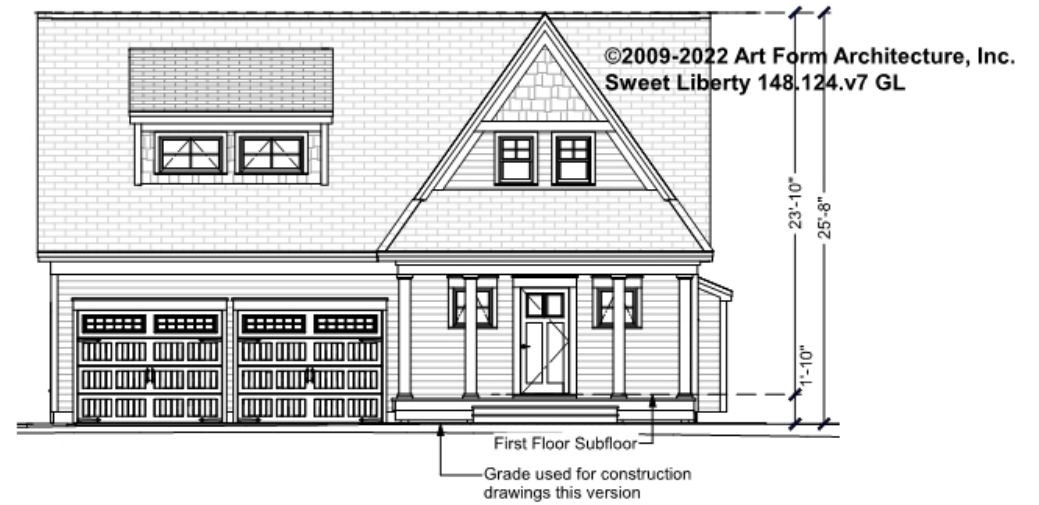 ©2009-2022 Art Form Architecture, Inc.
Sweet Liberty 148.124.v7 GL
23'-10"
25'-8"
1'-10"
First Floor Subfloor
Grade used for construction
drawings this version